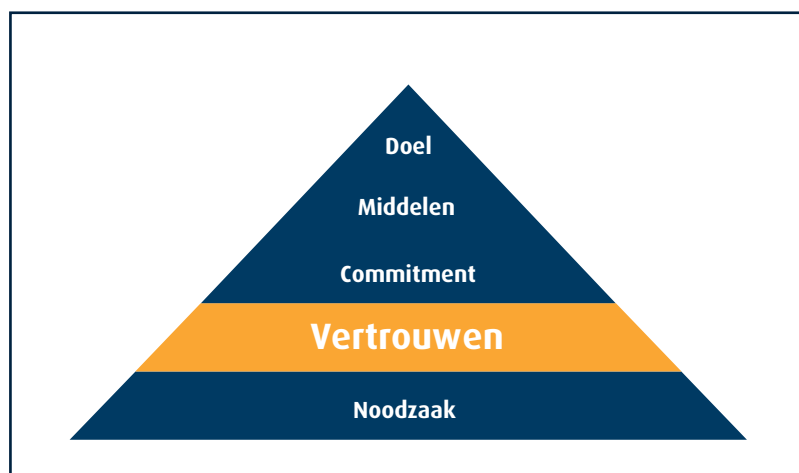 Doel
Middelen
Commitment
Vertrouwen
Noodzaak